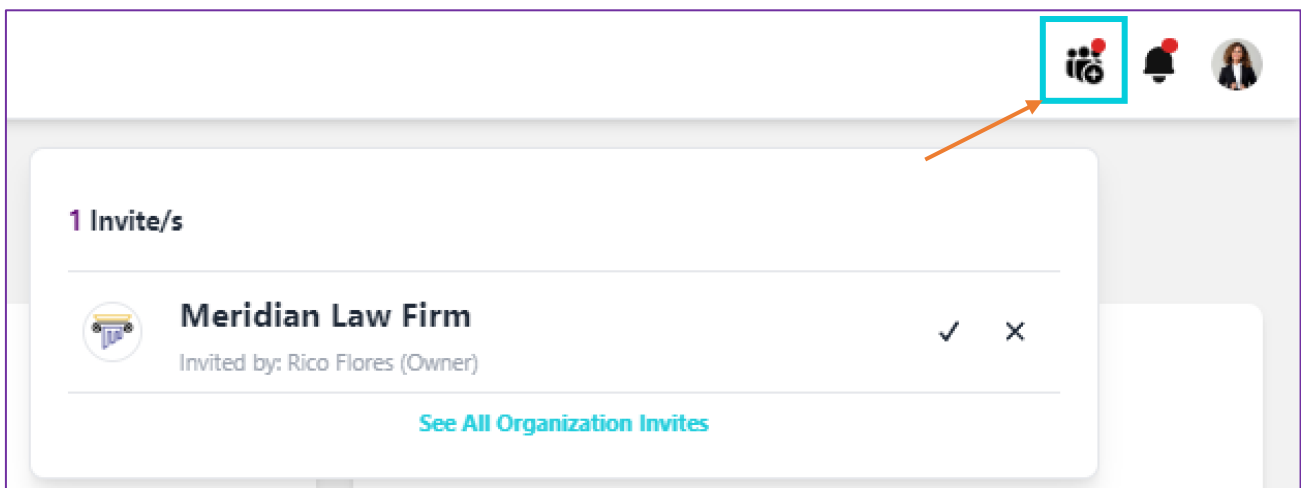 1 Invite/s
Meridian Law Firm
Invited by: Rico Flores (Owner)
See All Organization Invites